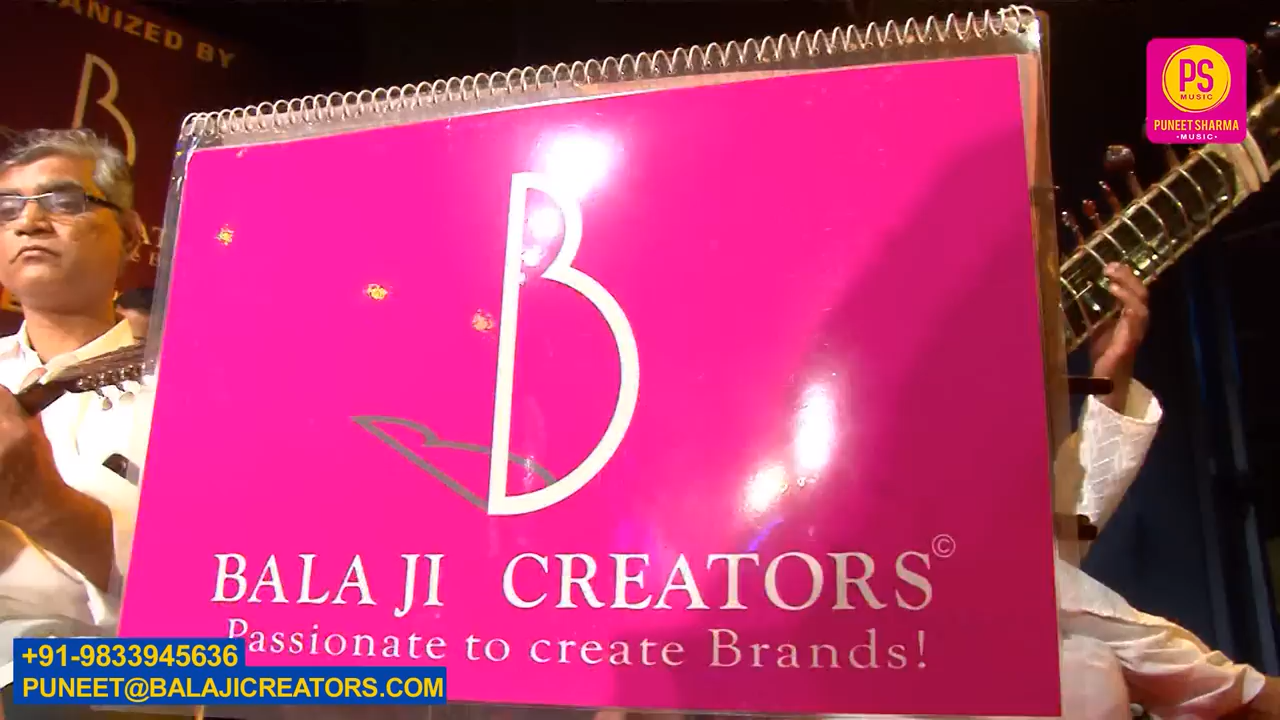 ANIZED BY
B
PS
MUSIC
PUNEET SHARMA
•MUSIC•
B
BALA JI CREATORS©
Passionate to create Brands!
+91-9833945636
PUNEET@BALAJICREATORS.COM